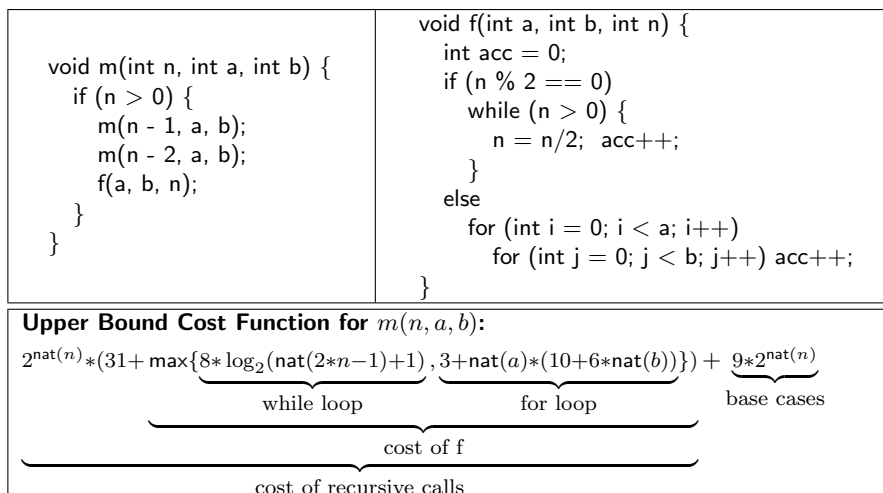 void m(int n, int a, int b) {
if (n > 0) {
m(n - 1, a, b);
m(n - 2, a, b);
f(a, b, n);
}
}
void f(int a, int b, int n) {
int acc = 0;
if (n % 2 == 0)
while (n > 0) {
n = n/2; acc++;
}
else
for (int i = 0; i < a; i++)
for (int j = 0; j < b; j++) acc++;
}
Upper Bound Cost Function for m(n, a, b):
2^nat(n)*(31+max{8*log₂(nat(2*n−1)+1),3+nat(a)*(10+6*nat(b))})+ 9*2^nat(n)
while loop for loop base cases
cost of f
cost of recursive calls